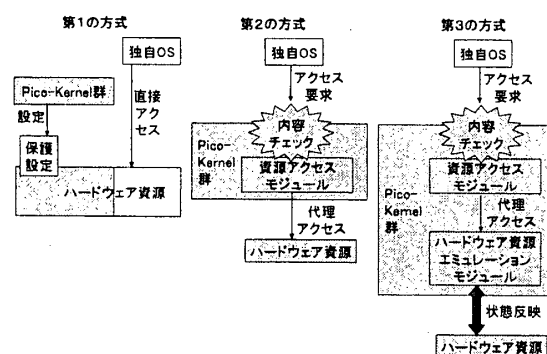 第1の方式
独自OS
Pico-Kernel群
設定
直接
アク
セス
保護
設定
ハードウェア資源
第2の方式
独自OS
アクセス
要求
内容
チェック
Pico-
Kernel
群
資源アクセス
モジュール
代理
アクセス
ハードウェア資源
第3の方式
独自OS
アクセス
要求
内容
チェック
資源アクセス
モジュール
Pico-
Kernel
群
代理
アクセス
ハードウェア資源
エミュレーション
モジュール
状態反映
ハードウェア資源